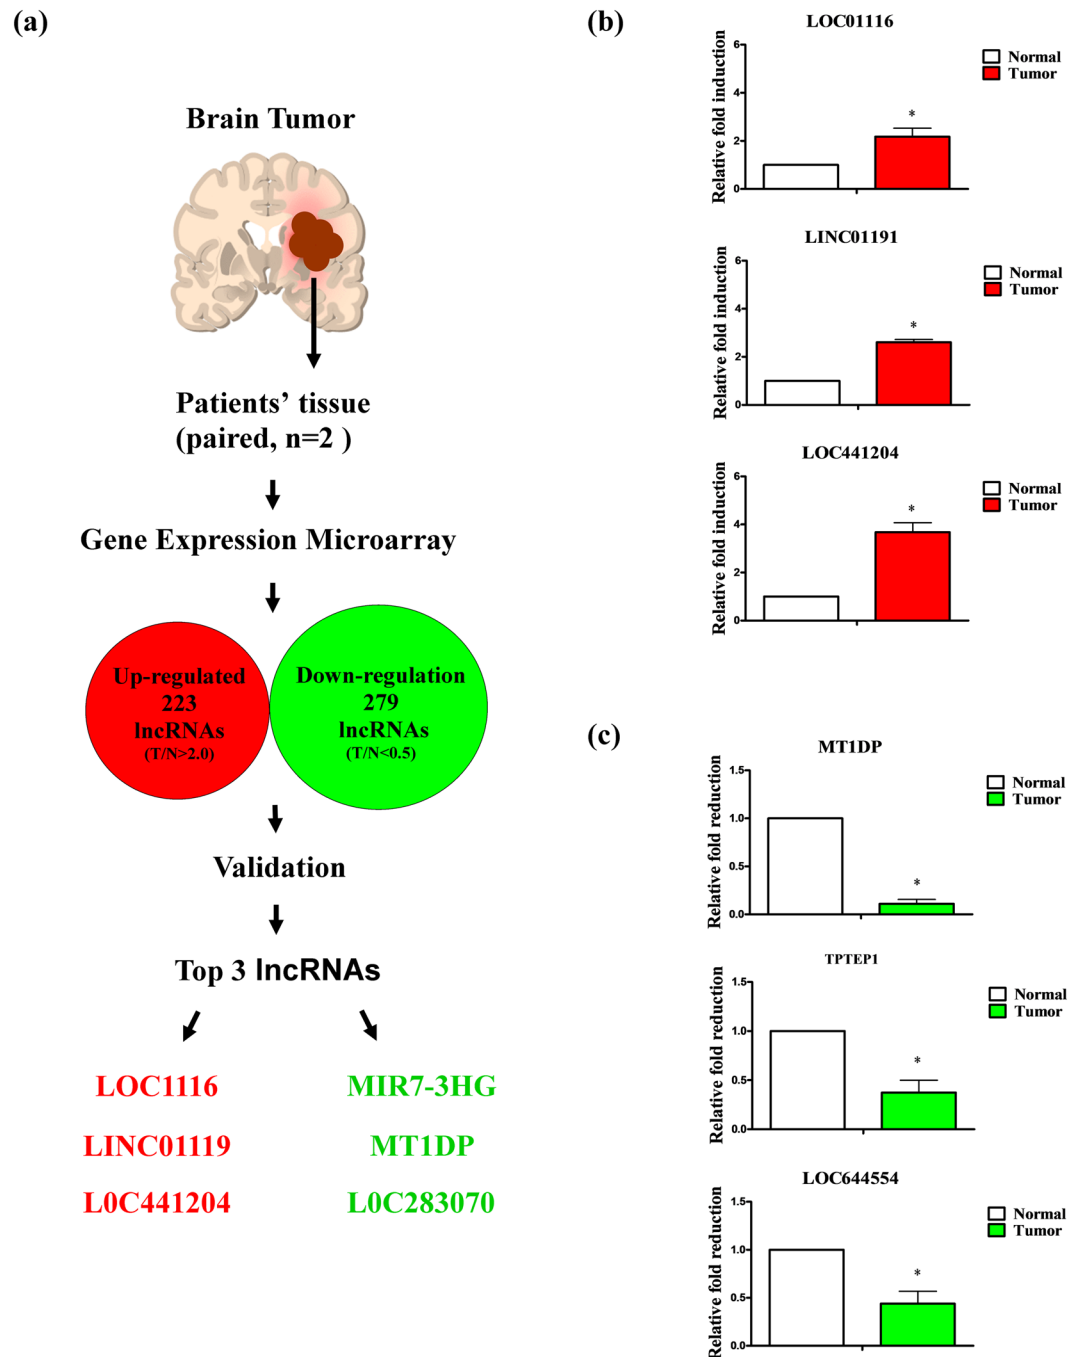 (a)
Brain Tumor
Patients’ tissue
(paired, n=2 )
Gene Expression Microarray
Up-regulated
223
lncRNAs
(T/N>2.0)
Down-regulation
279
lncRNAs
(T/N<0.5)
Validation
Top 3 lncRNAs
LOC1116
LINC01119
L0C441204
MIR7-3HG
MT1DP
L0C283070
(b)
LOC01116
Relative fold induction
6
4
2
0
*
Normal
Tumor
LINC01191
Relative fold induction
6
4
2
0
*
Normal
Tumor
LOC441204
Relative fold induction
6
4
2
0
*
Normal
Tumor
(c)
MT1DP
Relative fold reduction
1.5
1.0
0.5
0.0
*
Normal
Tumor
TPTEP1
Relative fold reduction
1.5
1.0
0.5
0.0
*
Normal
Tumor
LOC644554
Relative fold reduction
1.5
1.0
0.5
0.0
*
Normal
Tumor